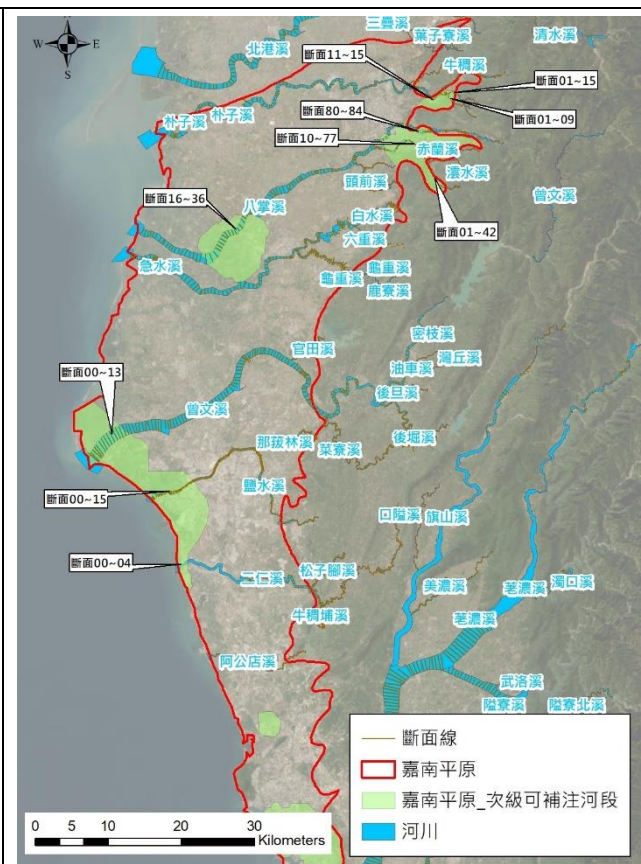 N
W E
S
三疊溪
葉子寮溪
北港溪
清水溪
斷面11~15
牛稠溪
斷面01~15
朴子溪
朴子溪
斷面80~84
斷面01~09
斷面10~77
赤蘭溪
頭前溪
澐水溪
斷面16~36
八掌溪
曾文溪
白水溪
斷面01~42
六重溪
急水溪
龜重溪
龜重溪
鹿寮溪
密枝溪
官田溪
灣丘溪
油車溪
斷面00~13
後旦溪
曾文溪
那菝林溪
菜寮溪
後堀溪
鹽水溪
斷面00~15
口隘溪
旗山溪
斷面00~04
松子腳溪
二仁溪
美濃溪
荖濃溪
濁口溪
牛稠埔溪
荖濃溪
阿公店溪
武洛溪
隘寮溪
隘寮北溪
斷面線
嘉南平原
嘉南平原_次級可補注河段
河川
0 5 10 20 30
Kilometers